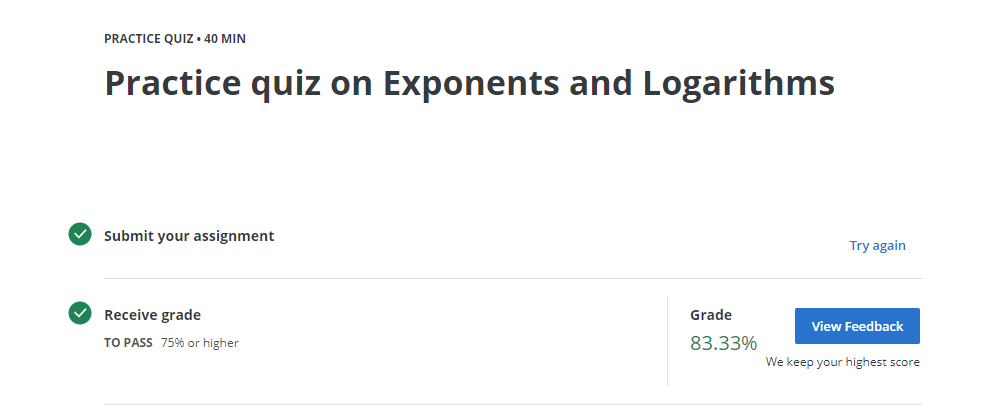 PRACTICE QUIZ • 40 MIN
Practice quiz on Exponents and Logarithms
Submit your assignment
Try again
Receive grade
TO PASS 75% or higher
Grade
83.33%
View Feedback
We keep your highest score